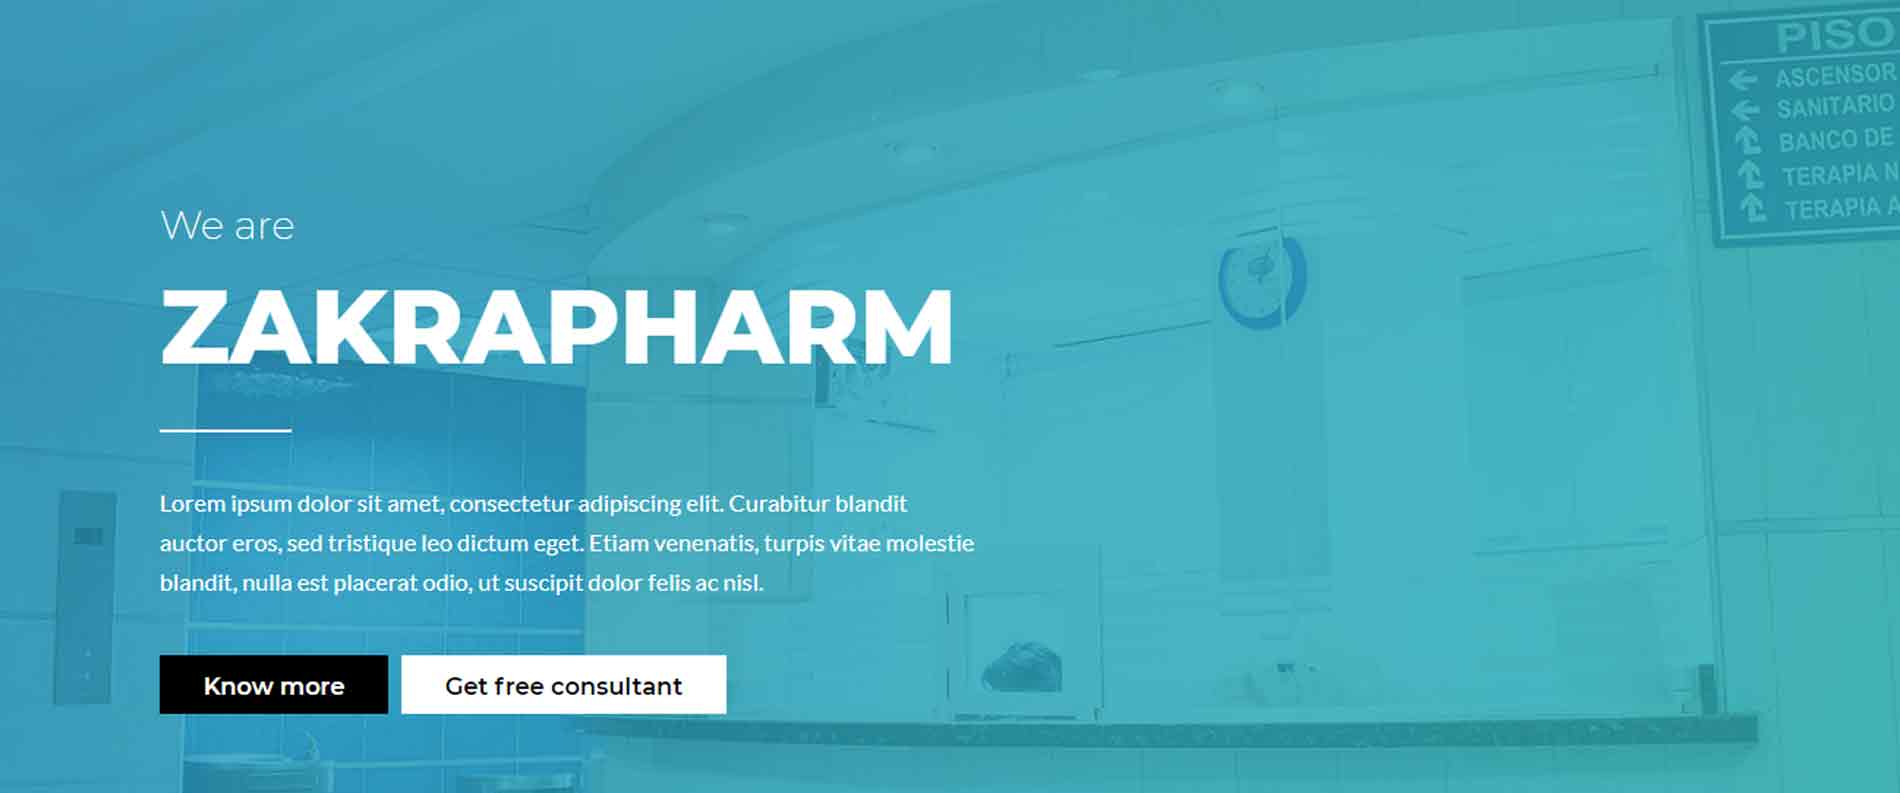 We are
ZAKRAPHARM
Lorem ipsum dolor sit amet, consectetur adipiscing elit. Curabitur blandit
auctor eros, sed tristique leo dictum eget. Etiam venenatis, turpis vitae molestie
blandit, nulla est placerat odio, ut suscipit dolor felis ac nisl.
Know more
Get free consultant
PISO
ASCENSOR
SANITARIO
BANCO DE
TERAPIA N
TERAPIA A